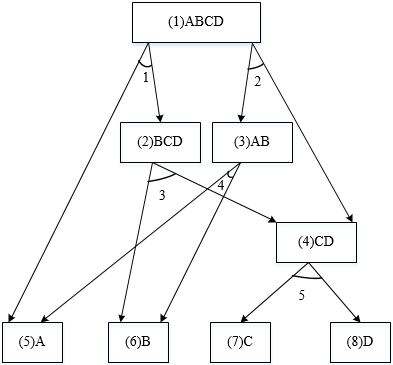 (1)ABCD
1
2
(2)BCD
(3)AB
3
4
(4)CD
5
(5)A
(6)B
(7)C
(8)D